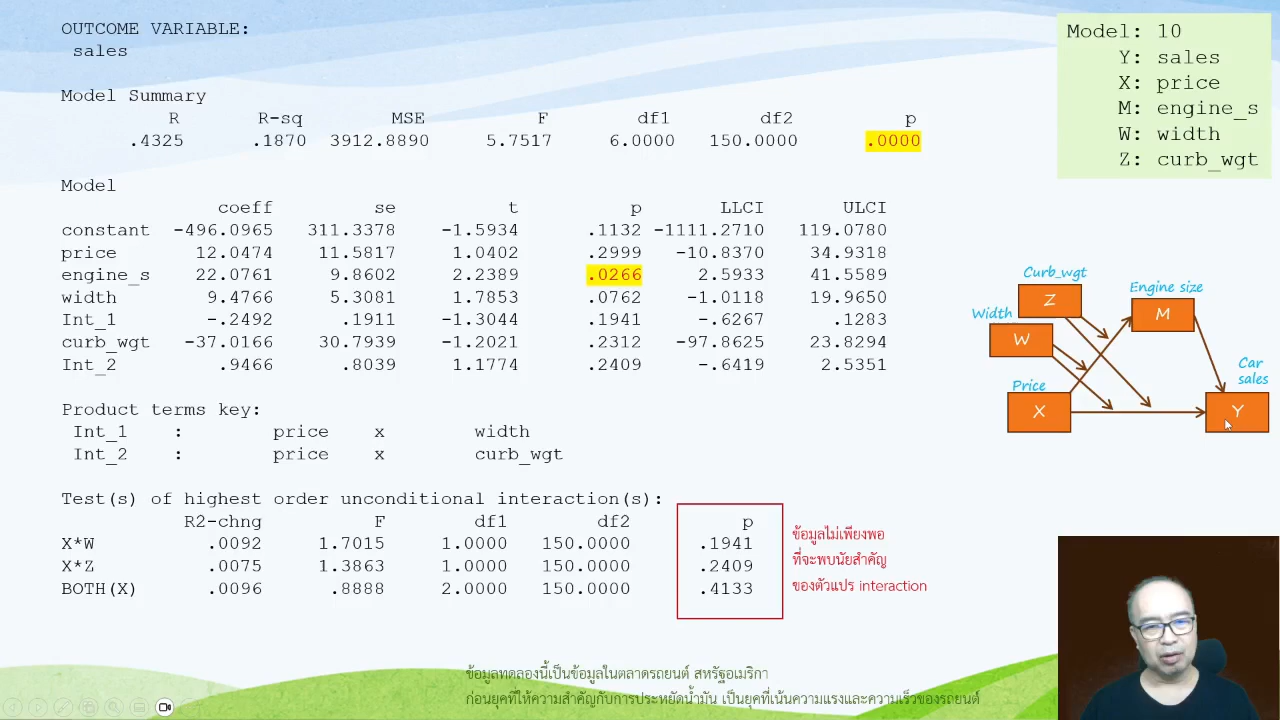 OUTCOME VARIABLE:
sales
Model Summary
R R-sq MSE F df1 df2 p
.4325 .1870 3912.8890 5.7517 6.0000 150.0000 .0000
Model
coeff se t p LLCI ULCI
constant -496.0965 311.3378 -1.5934 .1132 -1111.2710 119.0780
price 12.0474 11.5817 1.0402 .2999 -10.8370 34.9318
engine_s 22.0761 9.8602 2.2389 .0266 2.5933 41.5589
width 9.4766 5.3081 1.7853 .0762 -1.0118 19.9650
Int_1 -.2492 .1911 -1.3044 .1941 -.6267 .1283
curb_wgt -37.0166 30.7939 -1.2021 .2312 -97.8625 23.8294
Int_2 .9466 .8039 1.1774 .2409 -.6419 2.5351
Product terms key:
Int_1 : price x width
Int_2 : price x curb_wgt
Test(s) of highest order unconditional interaction(s):
R2-chng F df1 df2 p
X*W .0092 1.7015 1.0000 150.0000 .1941
X*Z .0075 1.3863 1.0000 150.0000 .2409
BOTH(X) .0096 .8888 2.0000 150.0000 .4133
ข้อมูลไม่เพียงพอ
ที่จะพบนัยสำคัญ
ของตัวแปร interaction
Model: 10
Y: sales
X: price
M: engine_s
W: width
Z: curb_wgt
Curb_wgt
Z
Engine size
M
Width
W
Price
X
Car
sales
Y
ข้อมูลทดลองนี้เป็นข้อมูลในตลาดรถยนต์ สหรัฐอเมริกา
ก่อนยุคที่ให้ความสำคัญกับการประหยัดน้ำมัน เป็นยุคที่เน้นความแรงและความเร็วของรถยนต์